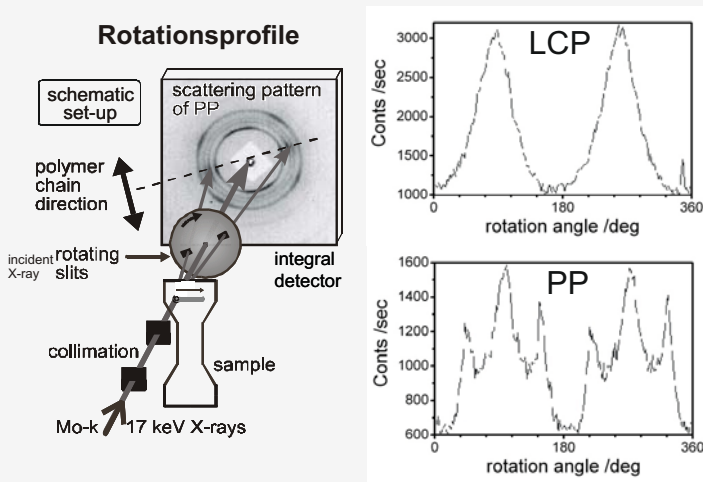 Rotationsprofile
schematic
set-up
scattering pattern
of PP
polymer
chain
direction
incident
X-ray
rotating
slits
integral
detector
collimation
sample
Mo-k
17 keV X-rays
LCP
Conts /sec
3000
2500
2000
1500
1000
0
180
360
rotation angle /deg
PP
Conts /sec
1600
1400
1200
1000
800
600
0
180
360
rotation angle /deg